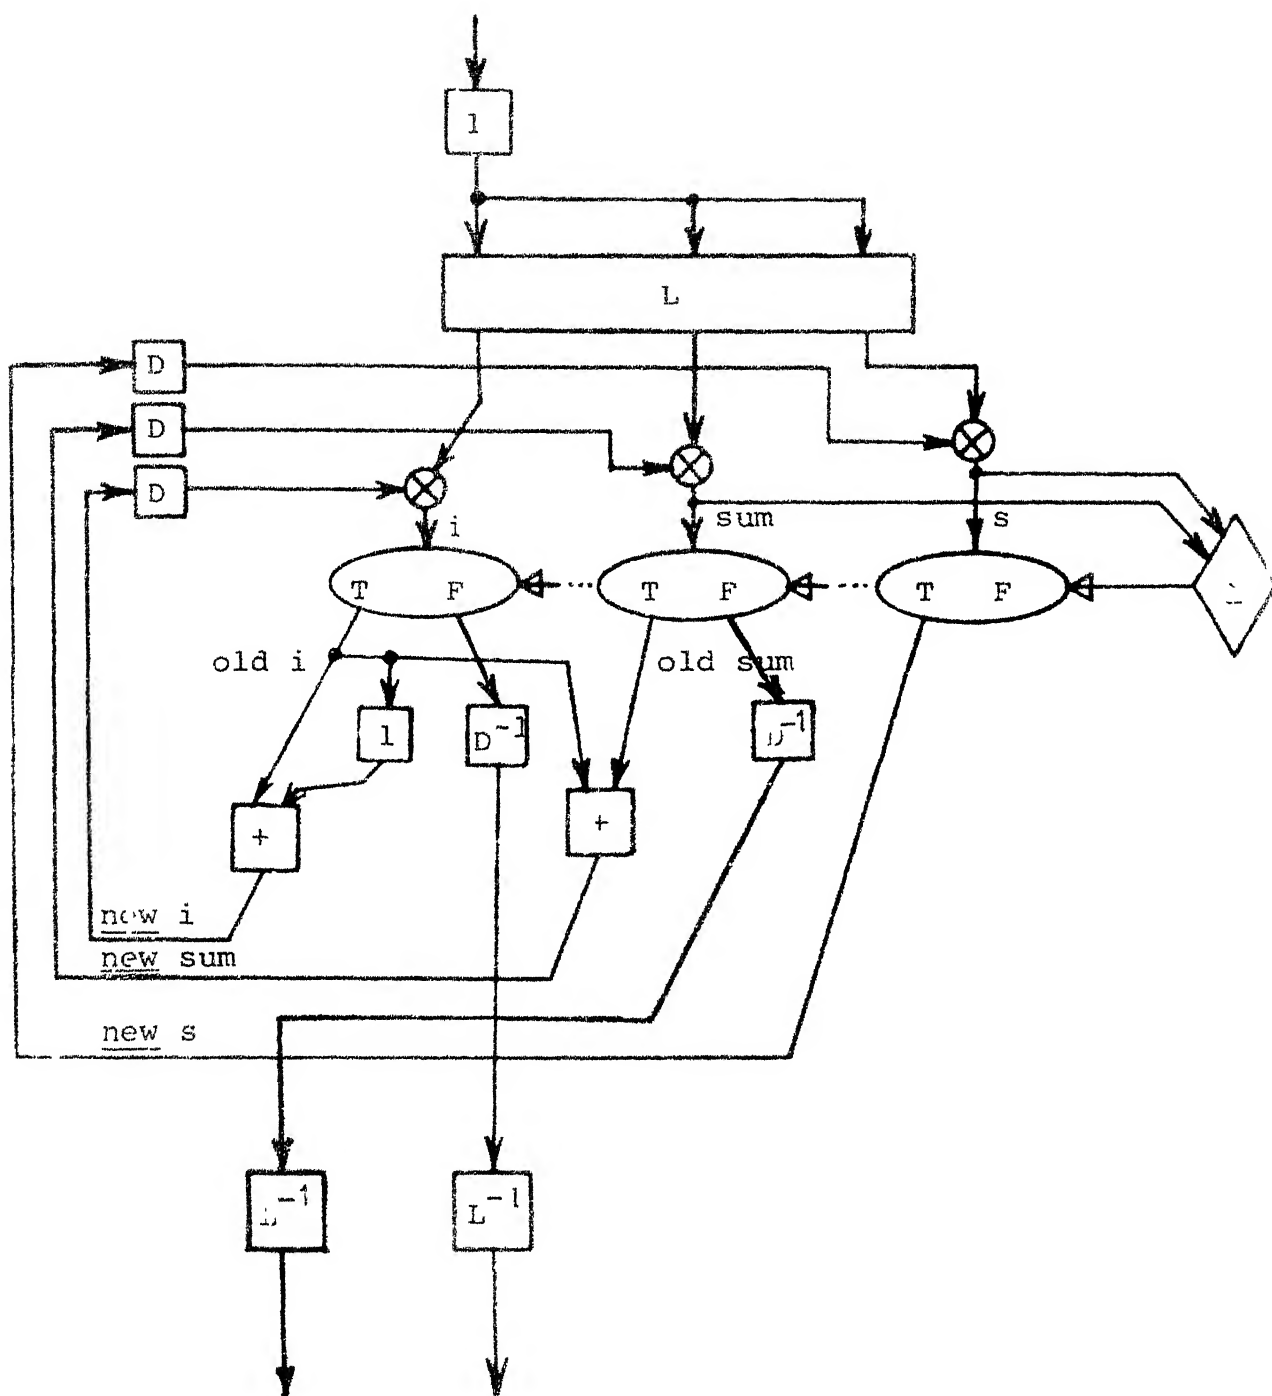 1
L
D
D
D
i
sum
s
T F
T F
T F
old i
old sum
1
D⁻¹
D⁻¹
+
+
new i
new sum
new s
L⁻¹
L⁻¹